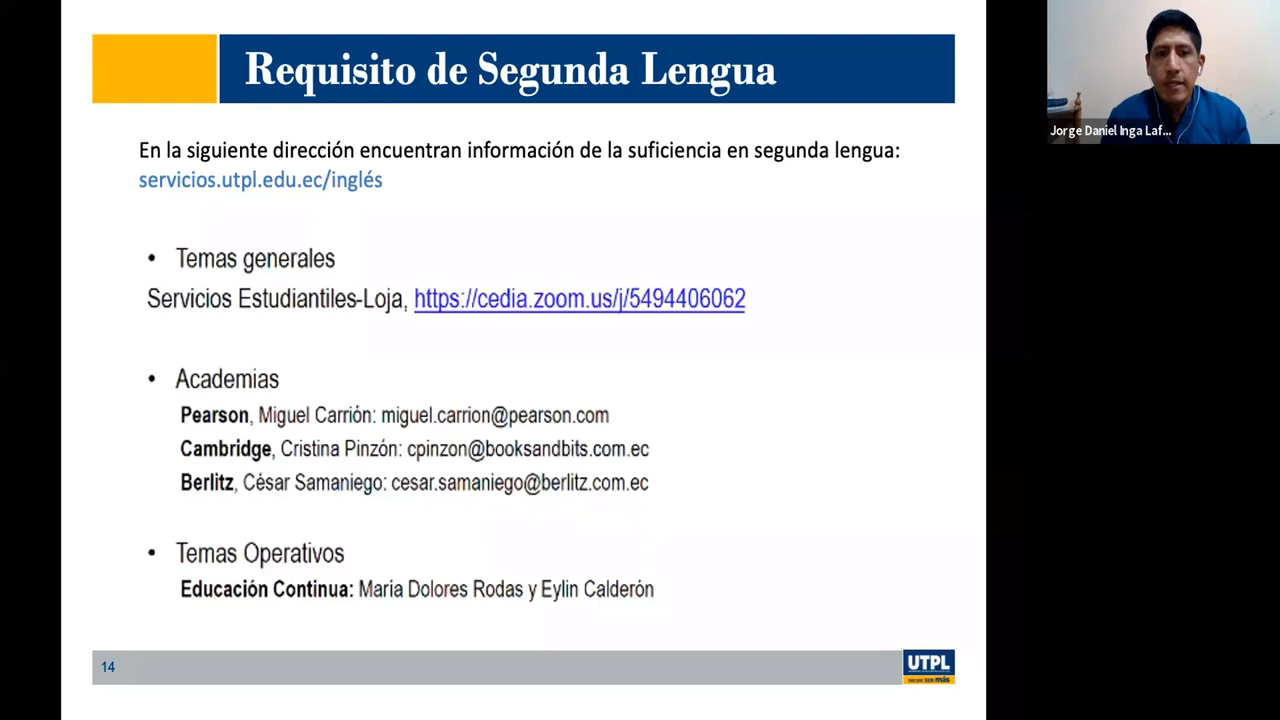 Requisito de Segunda Lengua
En la siguiente dirección encuentran información de la suficiencia en segunda lengua:
servicios.utpl.edu.ec/inglés
• Temas generales
Servicios Estudiantiles-Loja, https://cedia.zoom.us/j/5494406062
• Academias
Pearson, Miguel Carrión: miguel.carrion@pearson.com
Cambridge, Cristina Pinzón: cpinzon@booksandbits.com.ec
Berlitz, César Samaniego: cesar.samaniego@berlitz.com.ec
• Temas Operativos
Educación Continua: María Dolores Rodas y Eylin Calderón
14
UTPL
DECIDE SER más
Jorge Daniel Inga Laf...